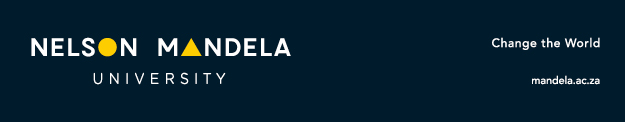 NELSON MANDELA
UNIVERSITY
Change the World
mandela.ac.za